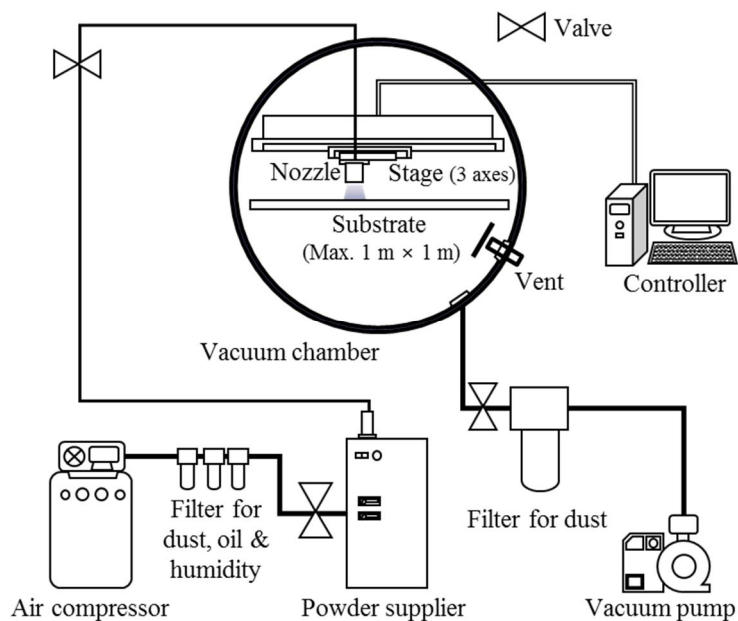 Valve
Nozzle
Stage (3 axes)
Substrate
(Max. 1 m × 1 m)
Vent
Controller
Vacuum chamber
Filter for
dust, oil &
humidity
Filter for dust
Air compressor
Powder supplier
Vacuum pump